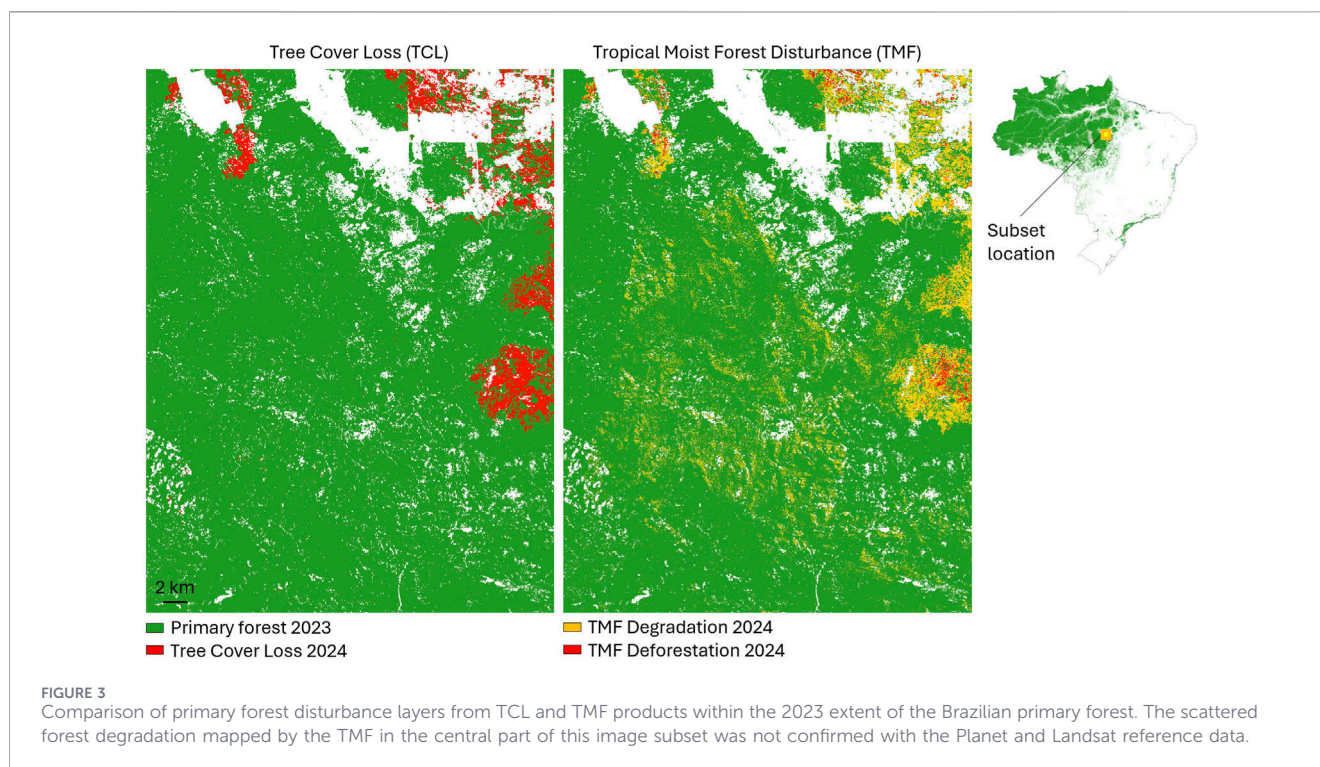 Tree Cover Loss (TCL)
Tropical Moist Forest Disturbance (TMF)
Subset
location
2 km
Primary forest 2023
Tree Cover Loss 2024
TMF Degradation 2024
TMF Deforestation 2024
FIGURE 3
Comparison of primary forest disturbance layers from TCL and TMF products within the 2023 extent of the Brazilian primary forest. The scattered
forest degradation mapped by the TMF in the central part of this image subset was not confirmed with the Planet and Landsat reference data.